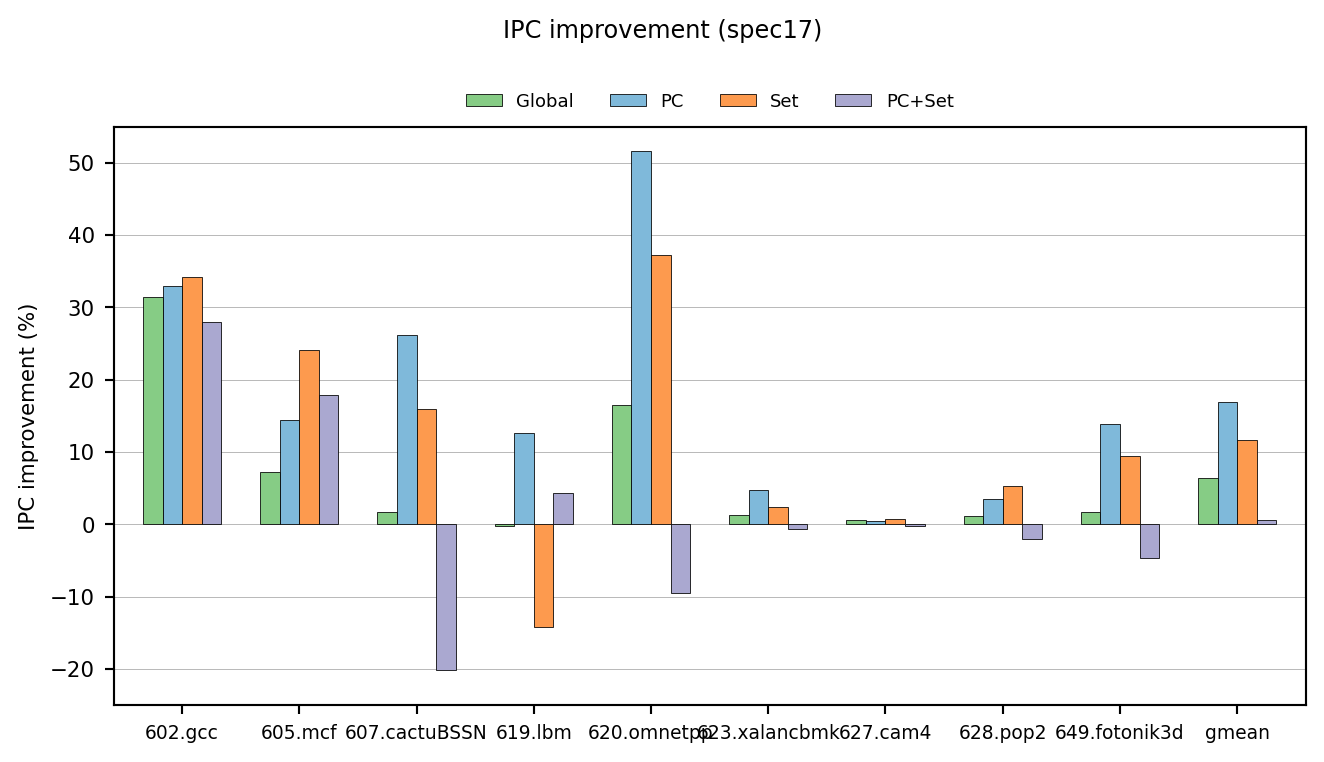 IPC improvement (spec17)
Global PC Set PC+Set
IPC improvement (%)
50
40
30
20
10
0
−10
−20
602.gcc 605.mcf 607.cactuBSSN 619.lbm 620.omnetpp 623.xalancbmk 627.cam4 628.pop2 649.fotonik3d gmean